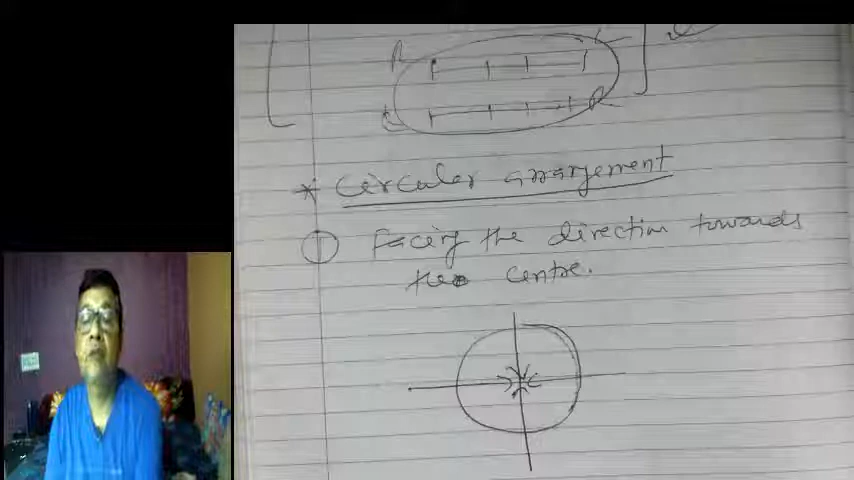 * Circular arrangement
① Facing the direction towards
the centre.